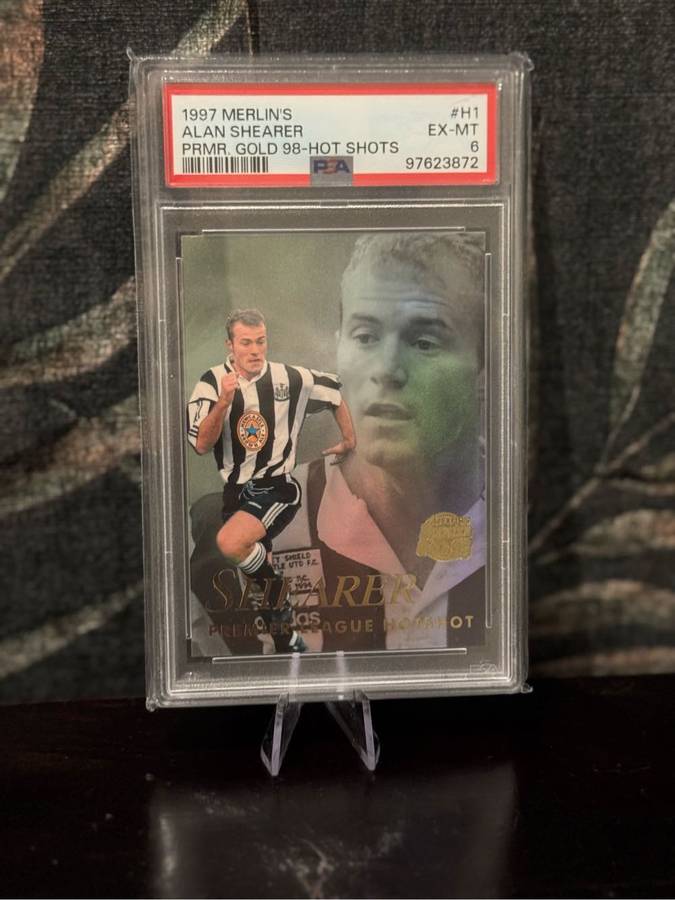 1997 MERLIN'S #H1
ALAN SHEARER EX-MT
PRMR. GOLD 98-HOT SHOTS 6
PSA 97623872
SHEARER
PREMIER LEAGUE HOTSHOT